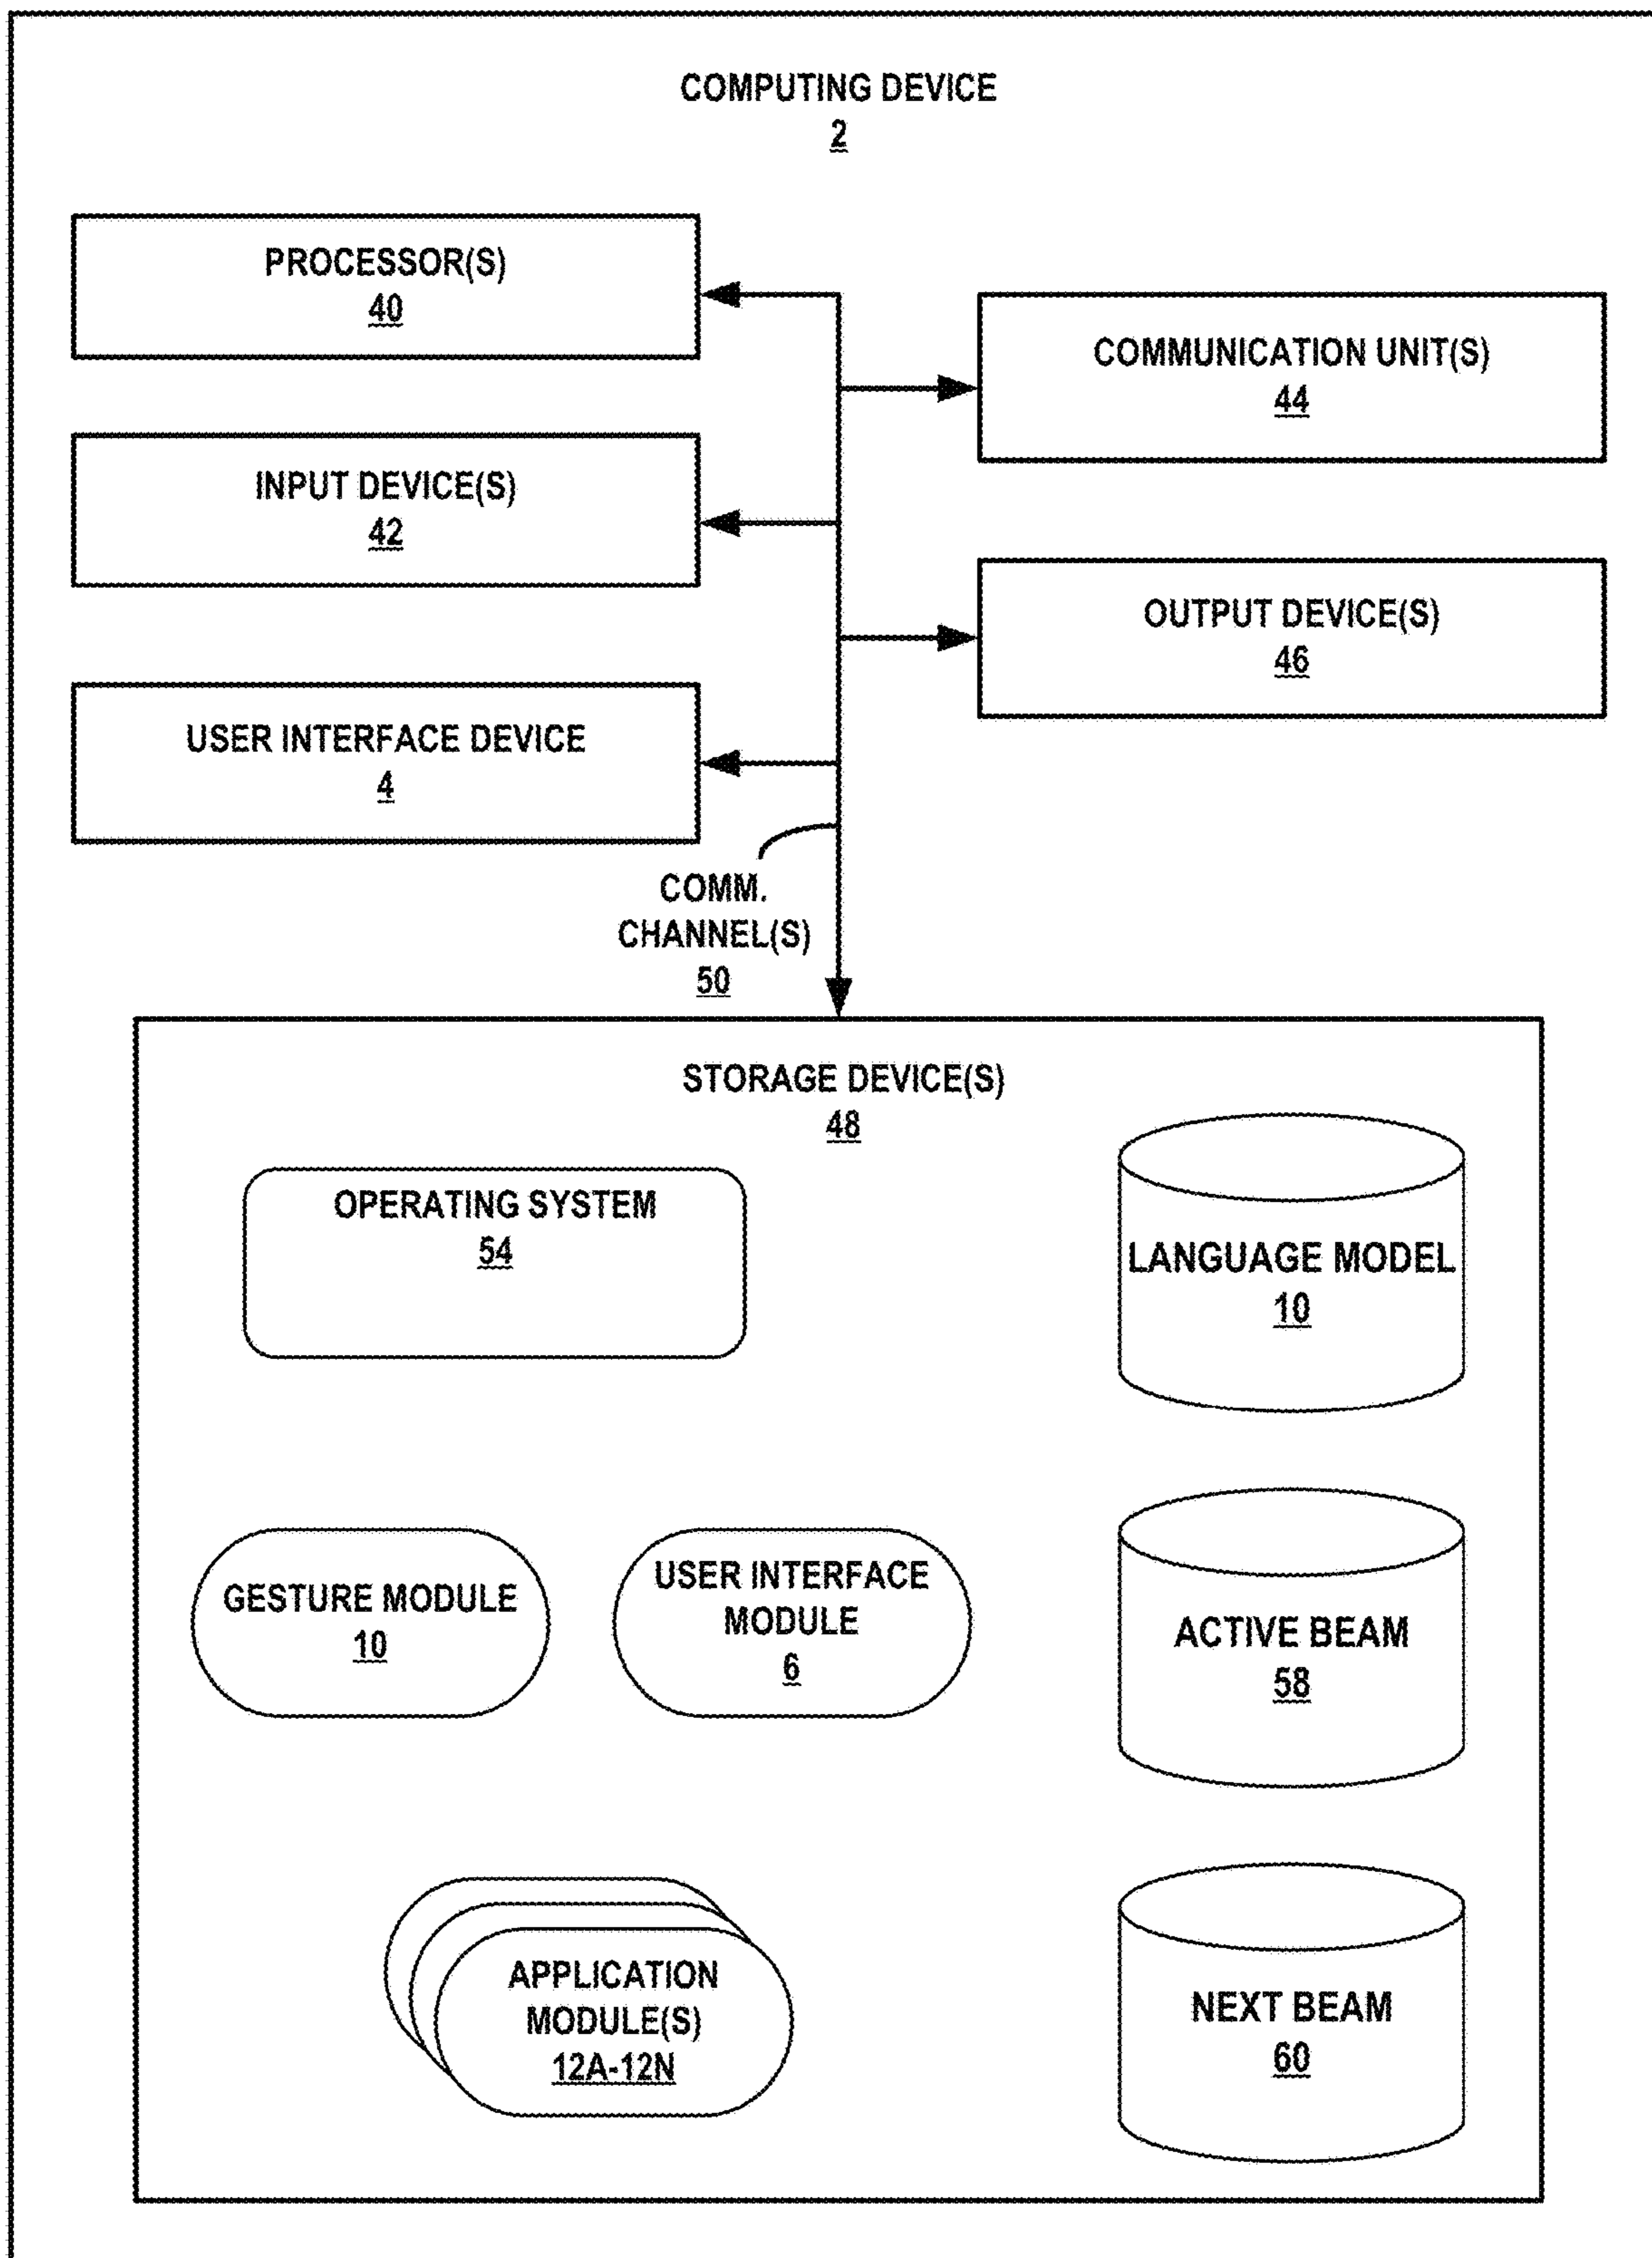 COMPUTING DEVICE
2
PROCESSOR(S)
40
COMMUNICATION UNIT(S)
44
INPUT DEVICE(S)
42
OUTPUT DEVICE(S)
46
USER INTERFACE DEVICE
4
COMM.
CHANNEL(S)
50
STORAGE DEVICE(S)
48
OPERATING SYSTEM
54
LANGUAGE MODEL
10
GESTURE MODULE
10
USER INTERFACE
MODULE
6
ACTIVE BEAM
58
APPLICATION
MODULE(S)
12A-12N
NEXT BEAM
60